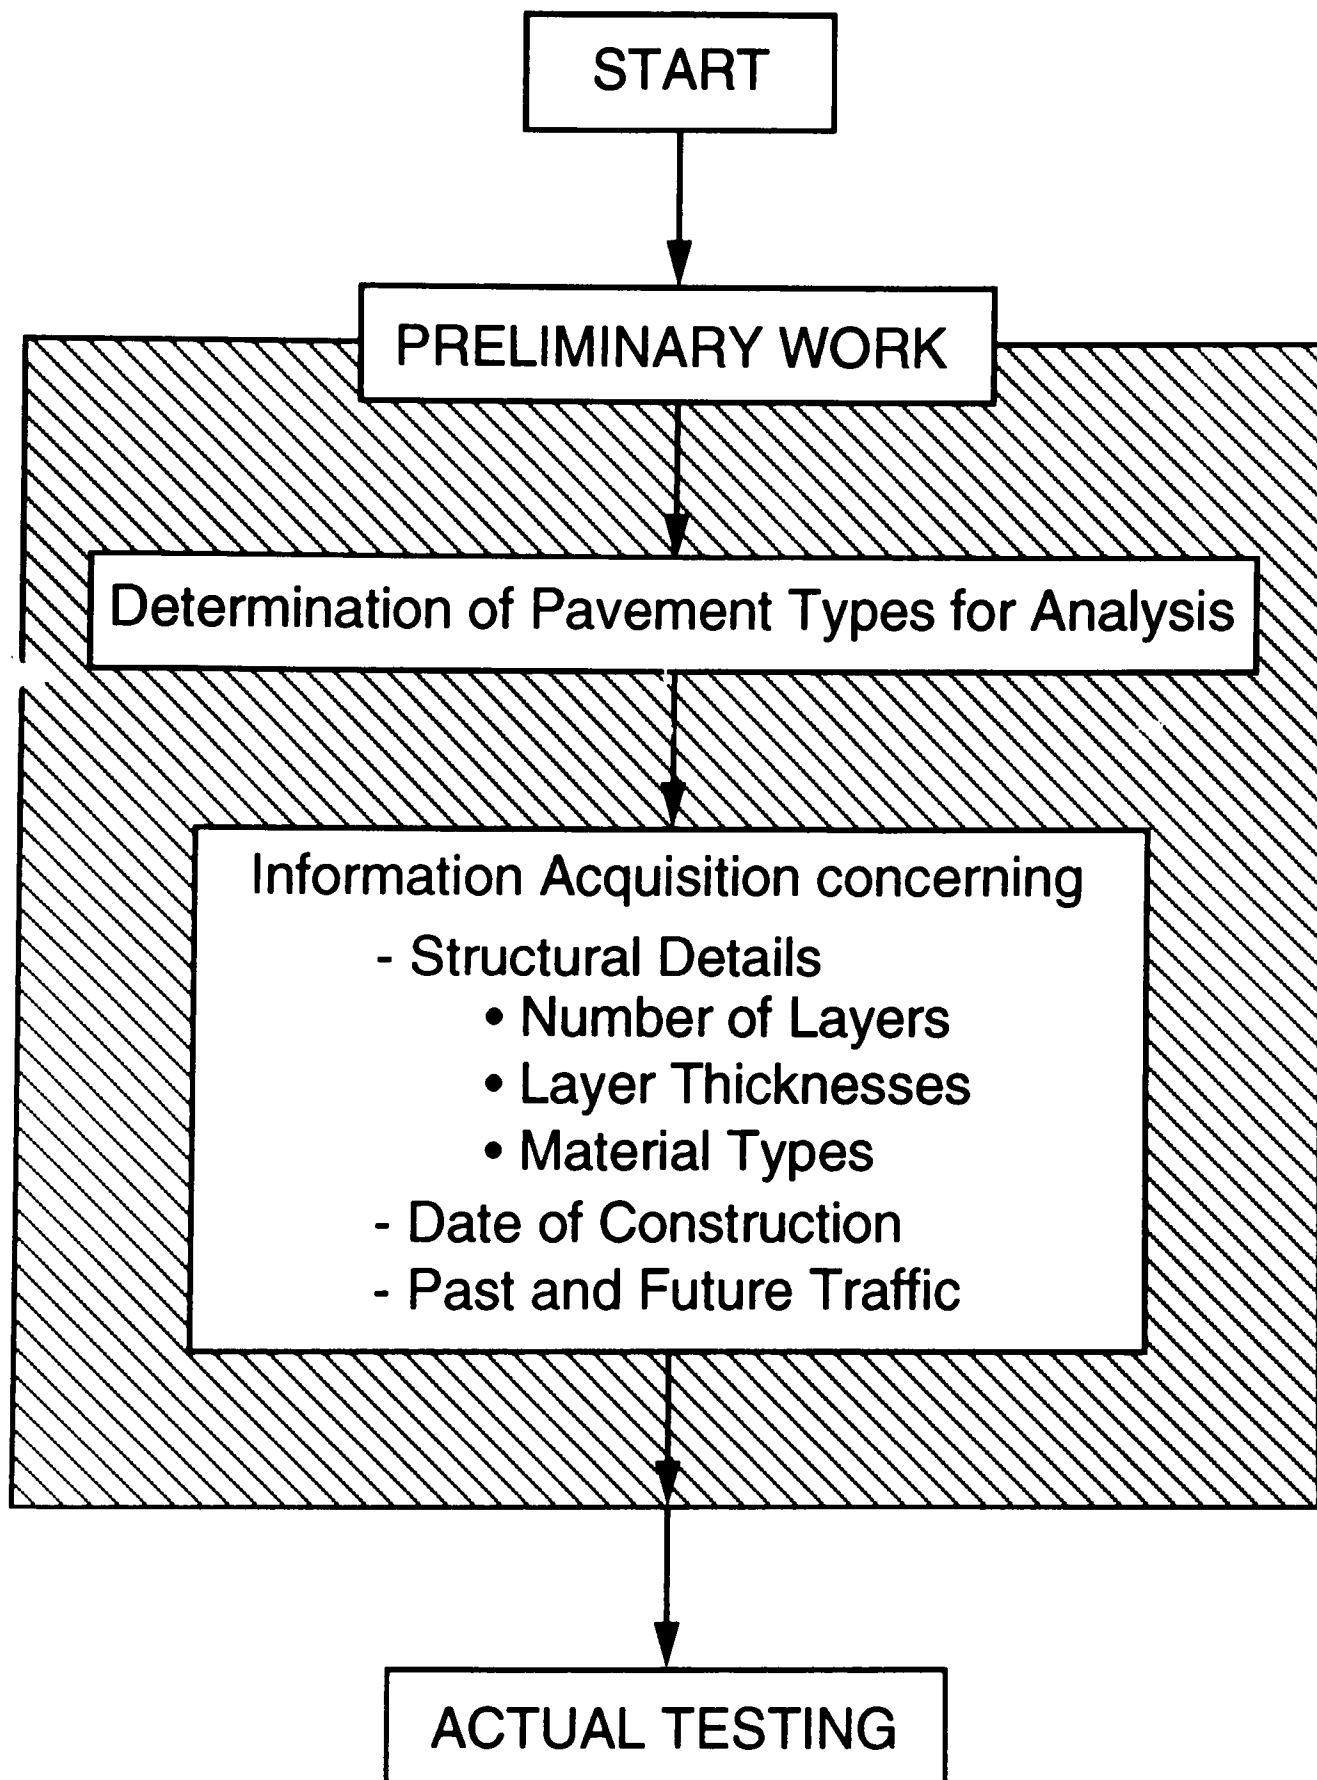 START
PRELIMINARY WORK
Determination of Pavement Types for Analysis
Information Acquisition concerning
- Structural Details
• Number of Layers
• Layer Thicknesses
• Material Types
- Date of Construction
- Past and Future Traffic
ACTUAL TESTING